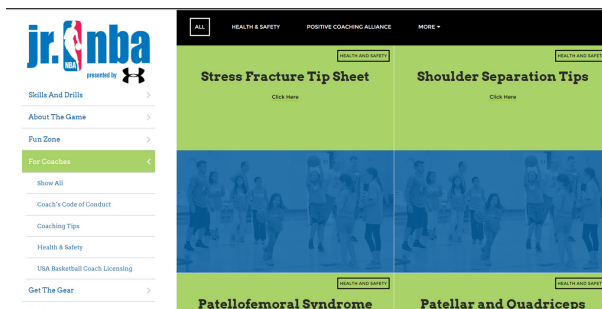 jr. nba
NBA
presented by
Skills And Drills
About The Game
Fun Zone
For Coaches
Show All
Coach's Code of Conduct
Coaching Tips
Health & Safety
USA Basketball Coach Licensing
Get The Gear
ALL HEALTH & SAFETY POSITIVE COACHING ALLIANCE MORE
HEALTH AND SAFETY
Stress Fracture Tip Sheet
Click Here
HEALTH AND SAFETY
Shoulder Separation Tips
Click Here
HEALTH AND SAFETY
Patellofemoral Syndrome
HEALTH AND SAFETY
Patellar and Quadriceps